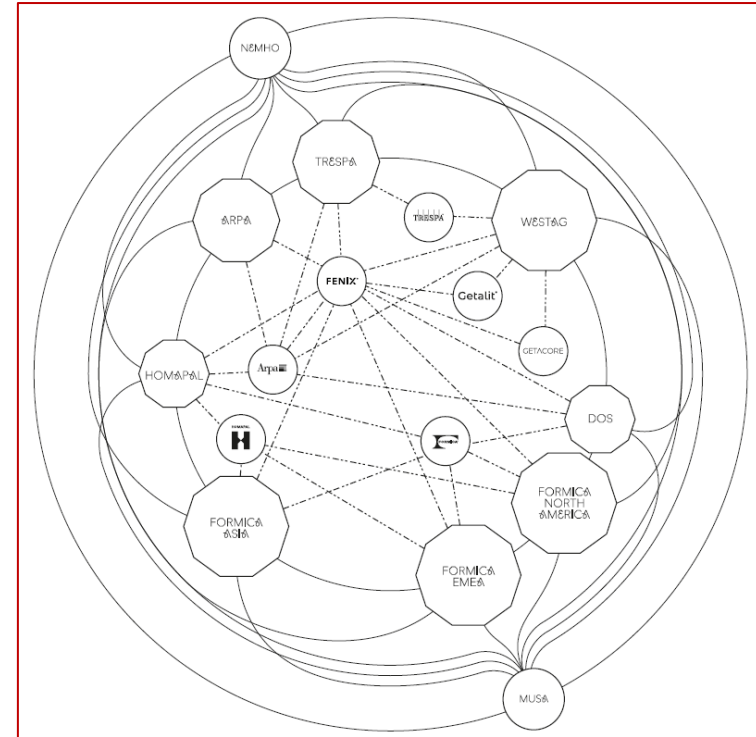 NEMHO
TRESPA
ARPA
TRESPA
WESTAG
FENIX
Getalit
GETACORE
HOMAPAL
Arpa
DOS
HOMAPAL
H
FORMICA
NORTH
AMERICA
FORMICA
ASIA
FORMICA
EMEA
MUSA